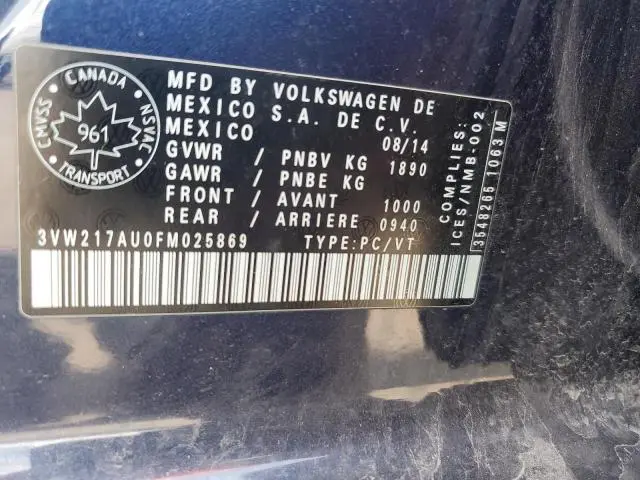 CANADA
CMVSS
NSVAC
961
TRANSPORT
MFD BY VOLKSWAGEN DE
MEXICO S.A. DE C.V.
MEXICO 08/14
GVWR / PNBV KG 1890
GAWR / PNBE KG
FRONT / AVANT 1000
REAR / ARRIERE 0940
3VW217AU0FM025869 TYPE:PC/VT
COMPLIES:
ICES/NMB-002
3548265 1063 M